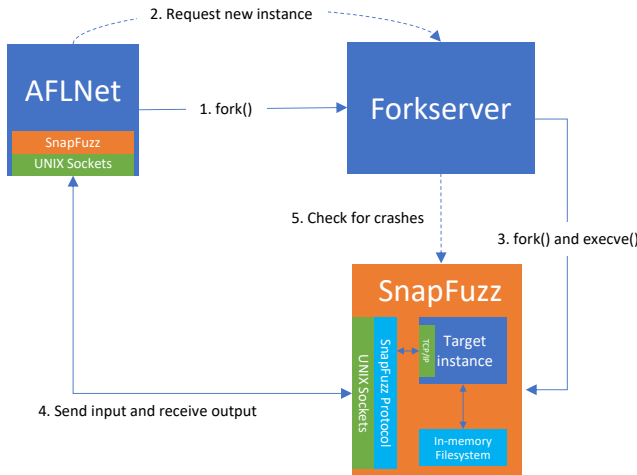 2. Request new instance
AFLNet
SnapFuzz
UNIX Sockets
1. fork()
Forkserver
5. Check for crashes
3. fork() and execve()
SnapFuzz
UNIX Sockets
SnapFuzz Protocol
TCP/IP
Target
instance
In-memory
Filesystem
4. Send input and receive output